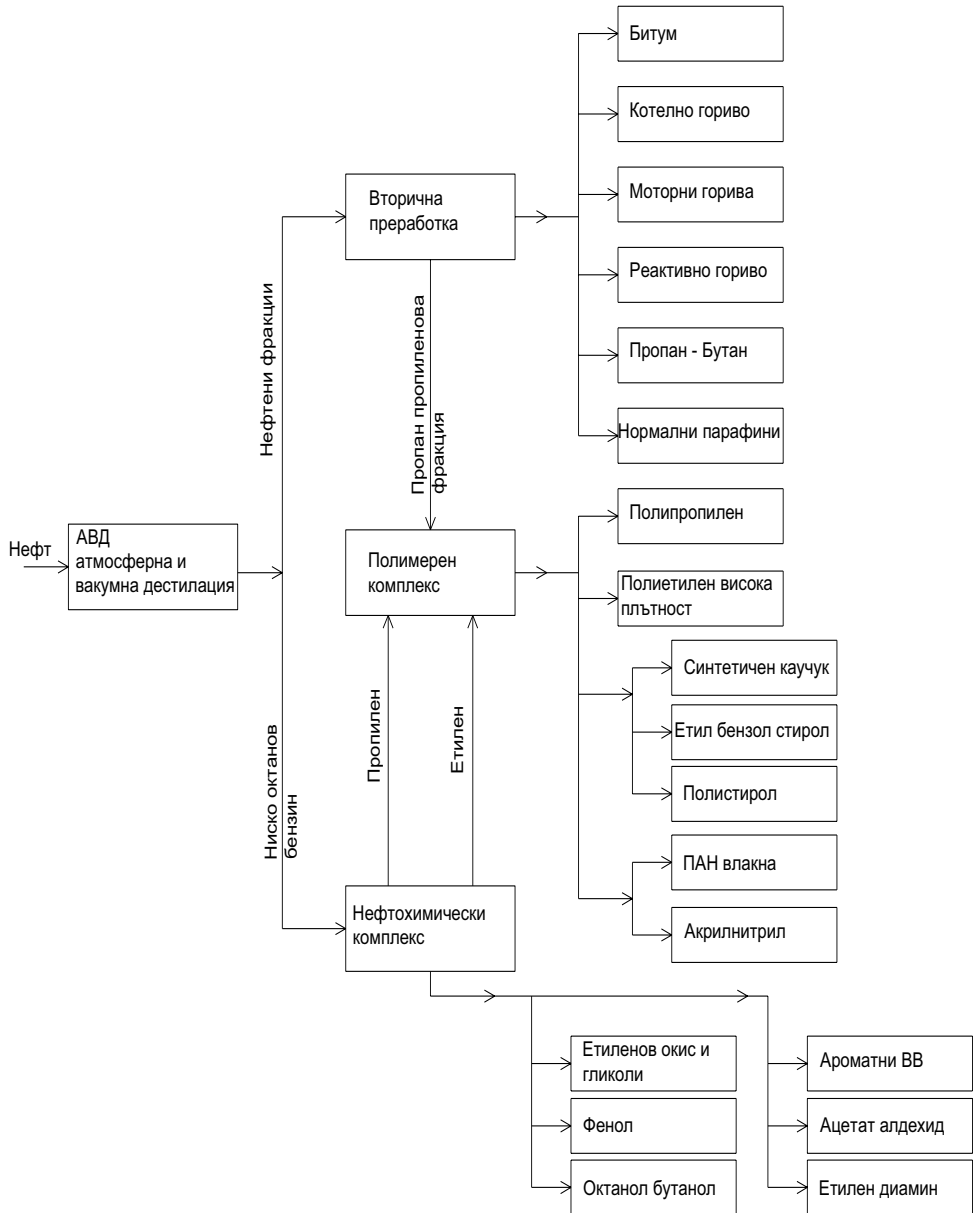 Битум
Котелно гориво
Моторни горива
Реактивно гориво
Пропан - Бутан
Нормални парафини
Вторична
преработка
Нефтени фракции
Пропан пропиленова
фракция
Нефт
АВД
атмосферна и
вакумна дестилация
Полимерен
комплекс
Полипропилен
Полиетилен висока
плътност
Синтетичен каучук
Етил бензол стирол
Полистирол
ПАН влакна
Акрилнитрил
Ниско октанов
бензин
Пропилен
Етилен
Нефтохимически
комплекс
Етиленов окис и
гликоли
Фенол
Октанол бутанол
Ароматни ВВ
Ацетат алдехид
Етилен диамин